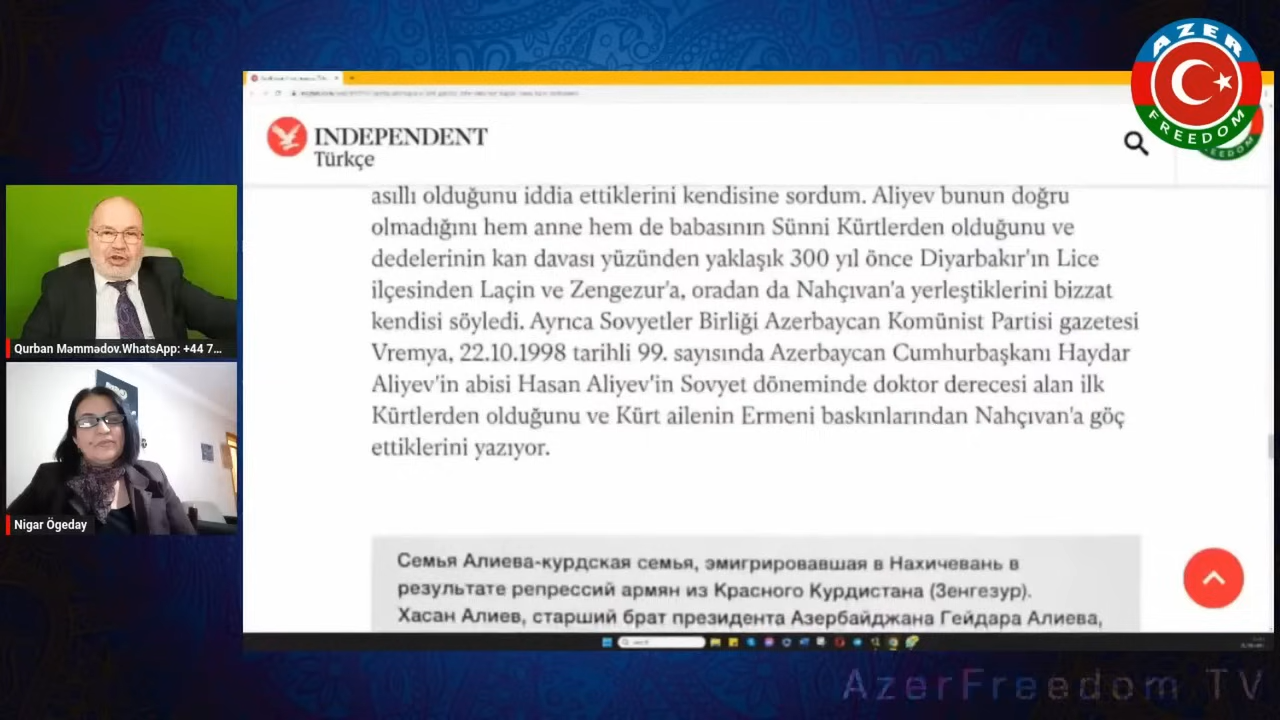 AZER
FREEDOM
INDEPENDENT
Türkçe
asıllı olduğunu iddia ettiklerini kendisine sordum. Aliyev bunun doğru
olmadığını hem anne hem de babasının Sünni Kürtlerden olduğunu ve
dedelerinin kan davası yüzünden yaklaşık 300 yıl önce Diyarbakır'ın Lice
ilçesinden Laçin ve Zengezur'a, oradan da Nahçıvan'a yerleştiklerini bizzat
kendisi söyledi. Ayrıca Sovyetler Birliği Azerbaycan Komünist Partisi gazetesi
Vremya, 22.10.1998 tarihli 99. sayısında Azerbaycan Cumhurbaşkanı Haydar
Aliyev'in abisi Hasan Aliyev'in Sovyet döneminde doktor derecesi alan ilk
Kürtlerden olduğunu ve Kürt ailenin Ermeni baskınlarından Nahçıvan'a göç
ettiklerini yazıyor.
Семья Алиева-курдская семья, эмигрировавшая в Нахичевань в
результате репрессий армян из Красного Курдистана (Зенгезур).
Хасан Алиев, старший брат президента Азербайджана Гейдара Алиева,
Qurban Məmmədov.WhatsApp: +44 7...
Nigar Ögeday
AzerFreedom TV